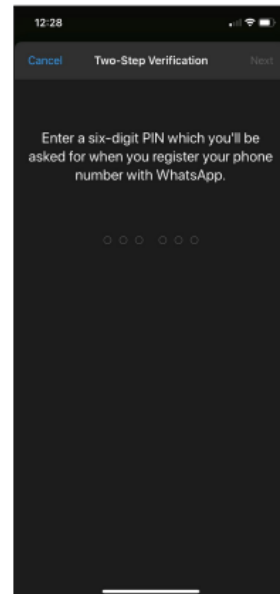 12:28
Cancel Two-Step Verification Next
Enter a six-digit PIN which you'll be
asked for when you register your phone
number with WhatsApp.